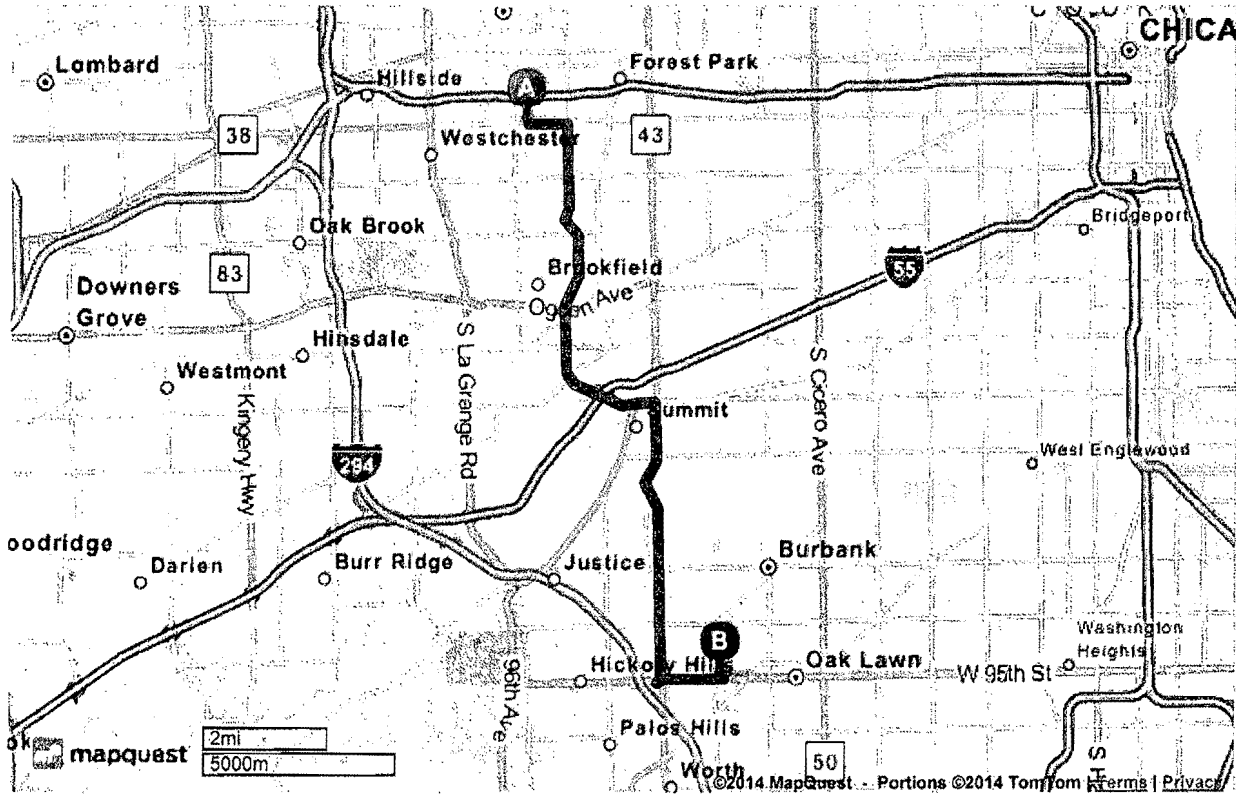 CHICA
Lombard
Hillside
Forest Park
A
38
Westchester
43
Oak Brook
Bridgeport
83
Brookfield
55
Downers
Grove
Ogden Ave
Hinsdale
S La Grange Rd
S Cicero Ave
Westmont
Kingery Hwy
ummit
294
West Englewood
oodridge
Darien
Burr Ridge
Justice
Burbank
B
Washington
Heights
Hickory Hills
Oak Lawn
W 95th St
96th Ave
Palos Hills
ok
mapquest
2mi
5000m
50
Worth
S H
©2014 MapQuest - Portions ©2014 TomTom | Terms | Privacy